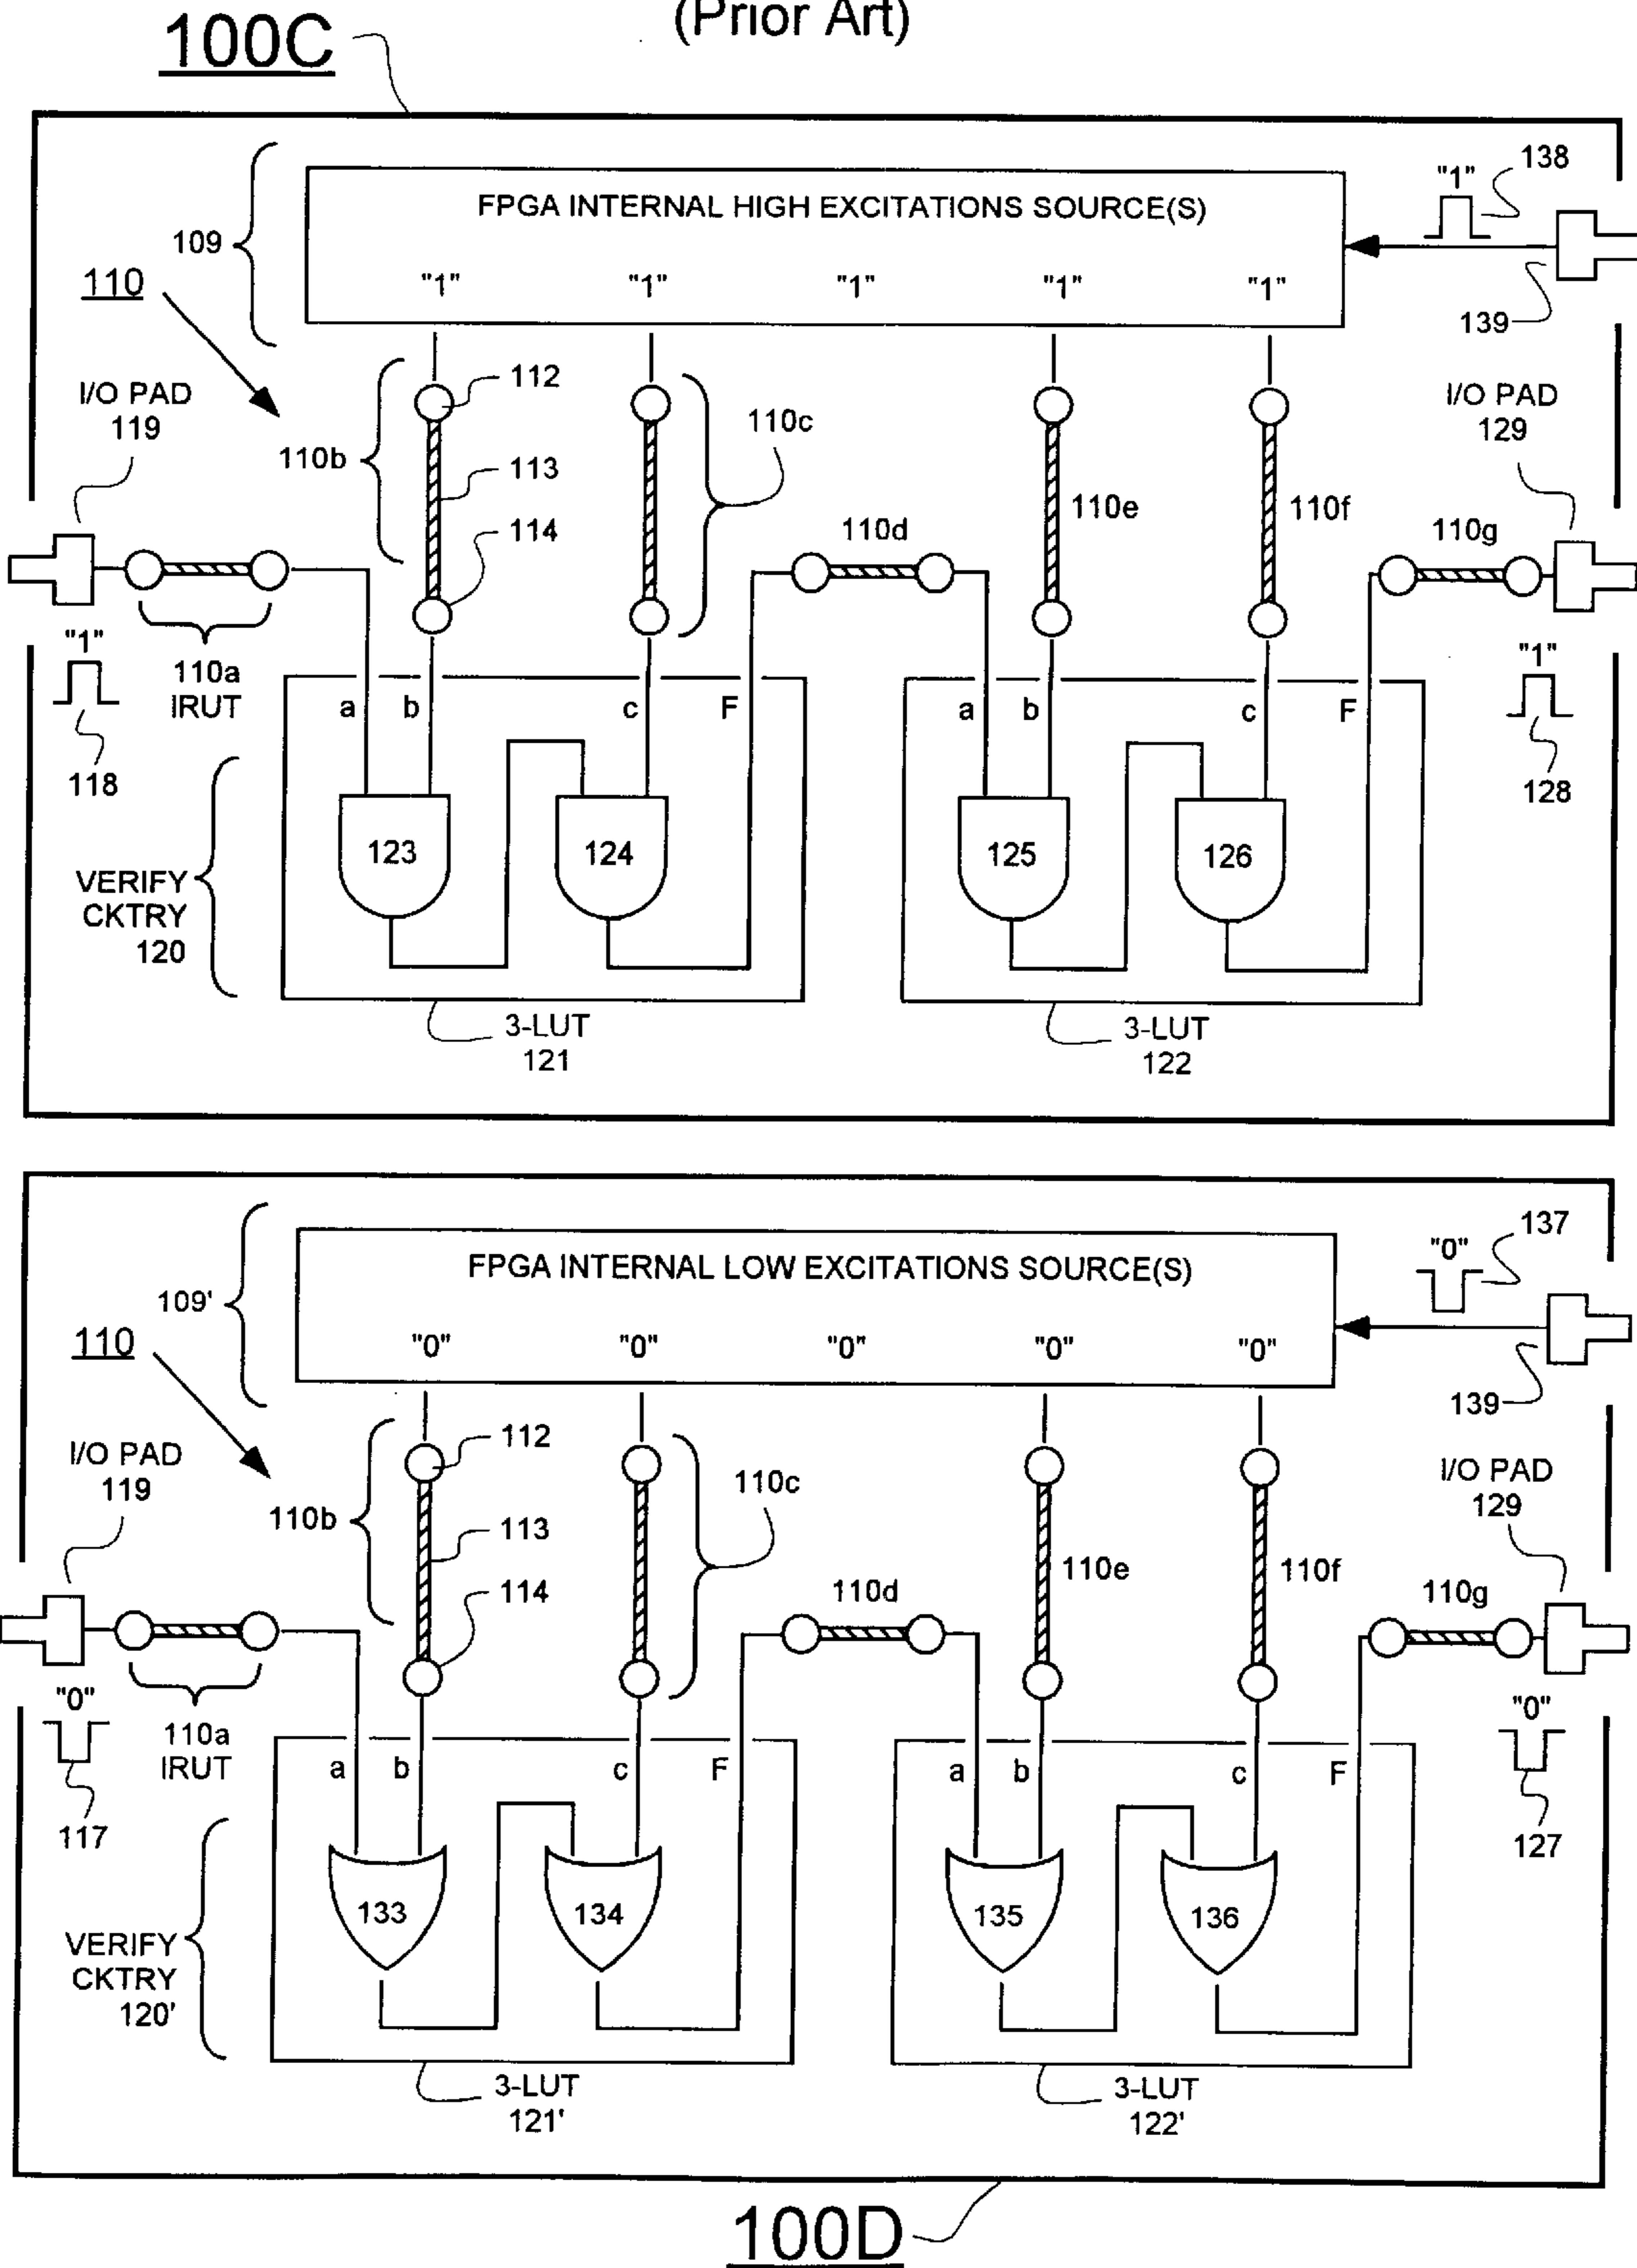 (Prior Art)
100C
FPGA INTERNAL HIGH EXCITATIONS SOURCE(S)
"1" "1" "1" "1" "1"
"1"
138
139
109
110
I/O PAD
119
110b
112
113
114
110c
110d
110e
110f
I/O PAD
129
110g
"1"
118
110a
IRUT
a b c F
a b c F
"1"
128
VERIFY
CKTRY
120
123
124
125
126
3-LUT
121
3-LUT
122
FPGA INTERNAL LOW EXCITATIONS SOURCE(S)
"0" "0" "0" "0" "0"
"0"
137
139
109'
110
I/O PAD
119
110b
112
113
114
110c
110d
110e
110f
I/O PAD
129
110g
"0"
117
110a
IRUT
a b c F
a b c F
"0"
127
VERIFY
CKTRY
120'
133
134
135
136
3-LUT
121'
3-LUT
122'
100D